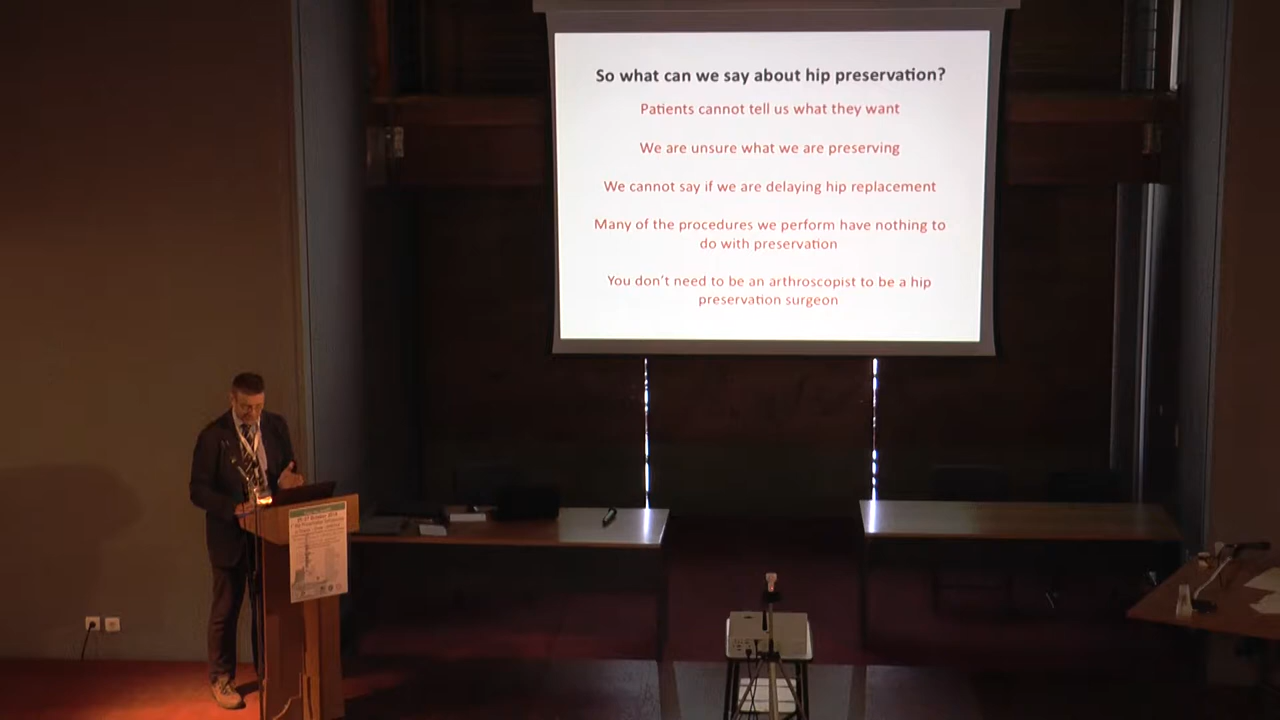 So what can we say about hip preservation?
Patients cannot tell us what they want
We are unsure what we are preserving
We cannot say if we are delaying hip replacement
Many of the procedures we perform have nothing to
do with preservation
You don't need to be an arthroscopist to be a hip
preservation surgeon